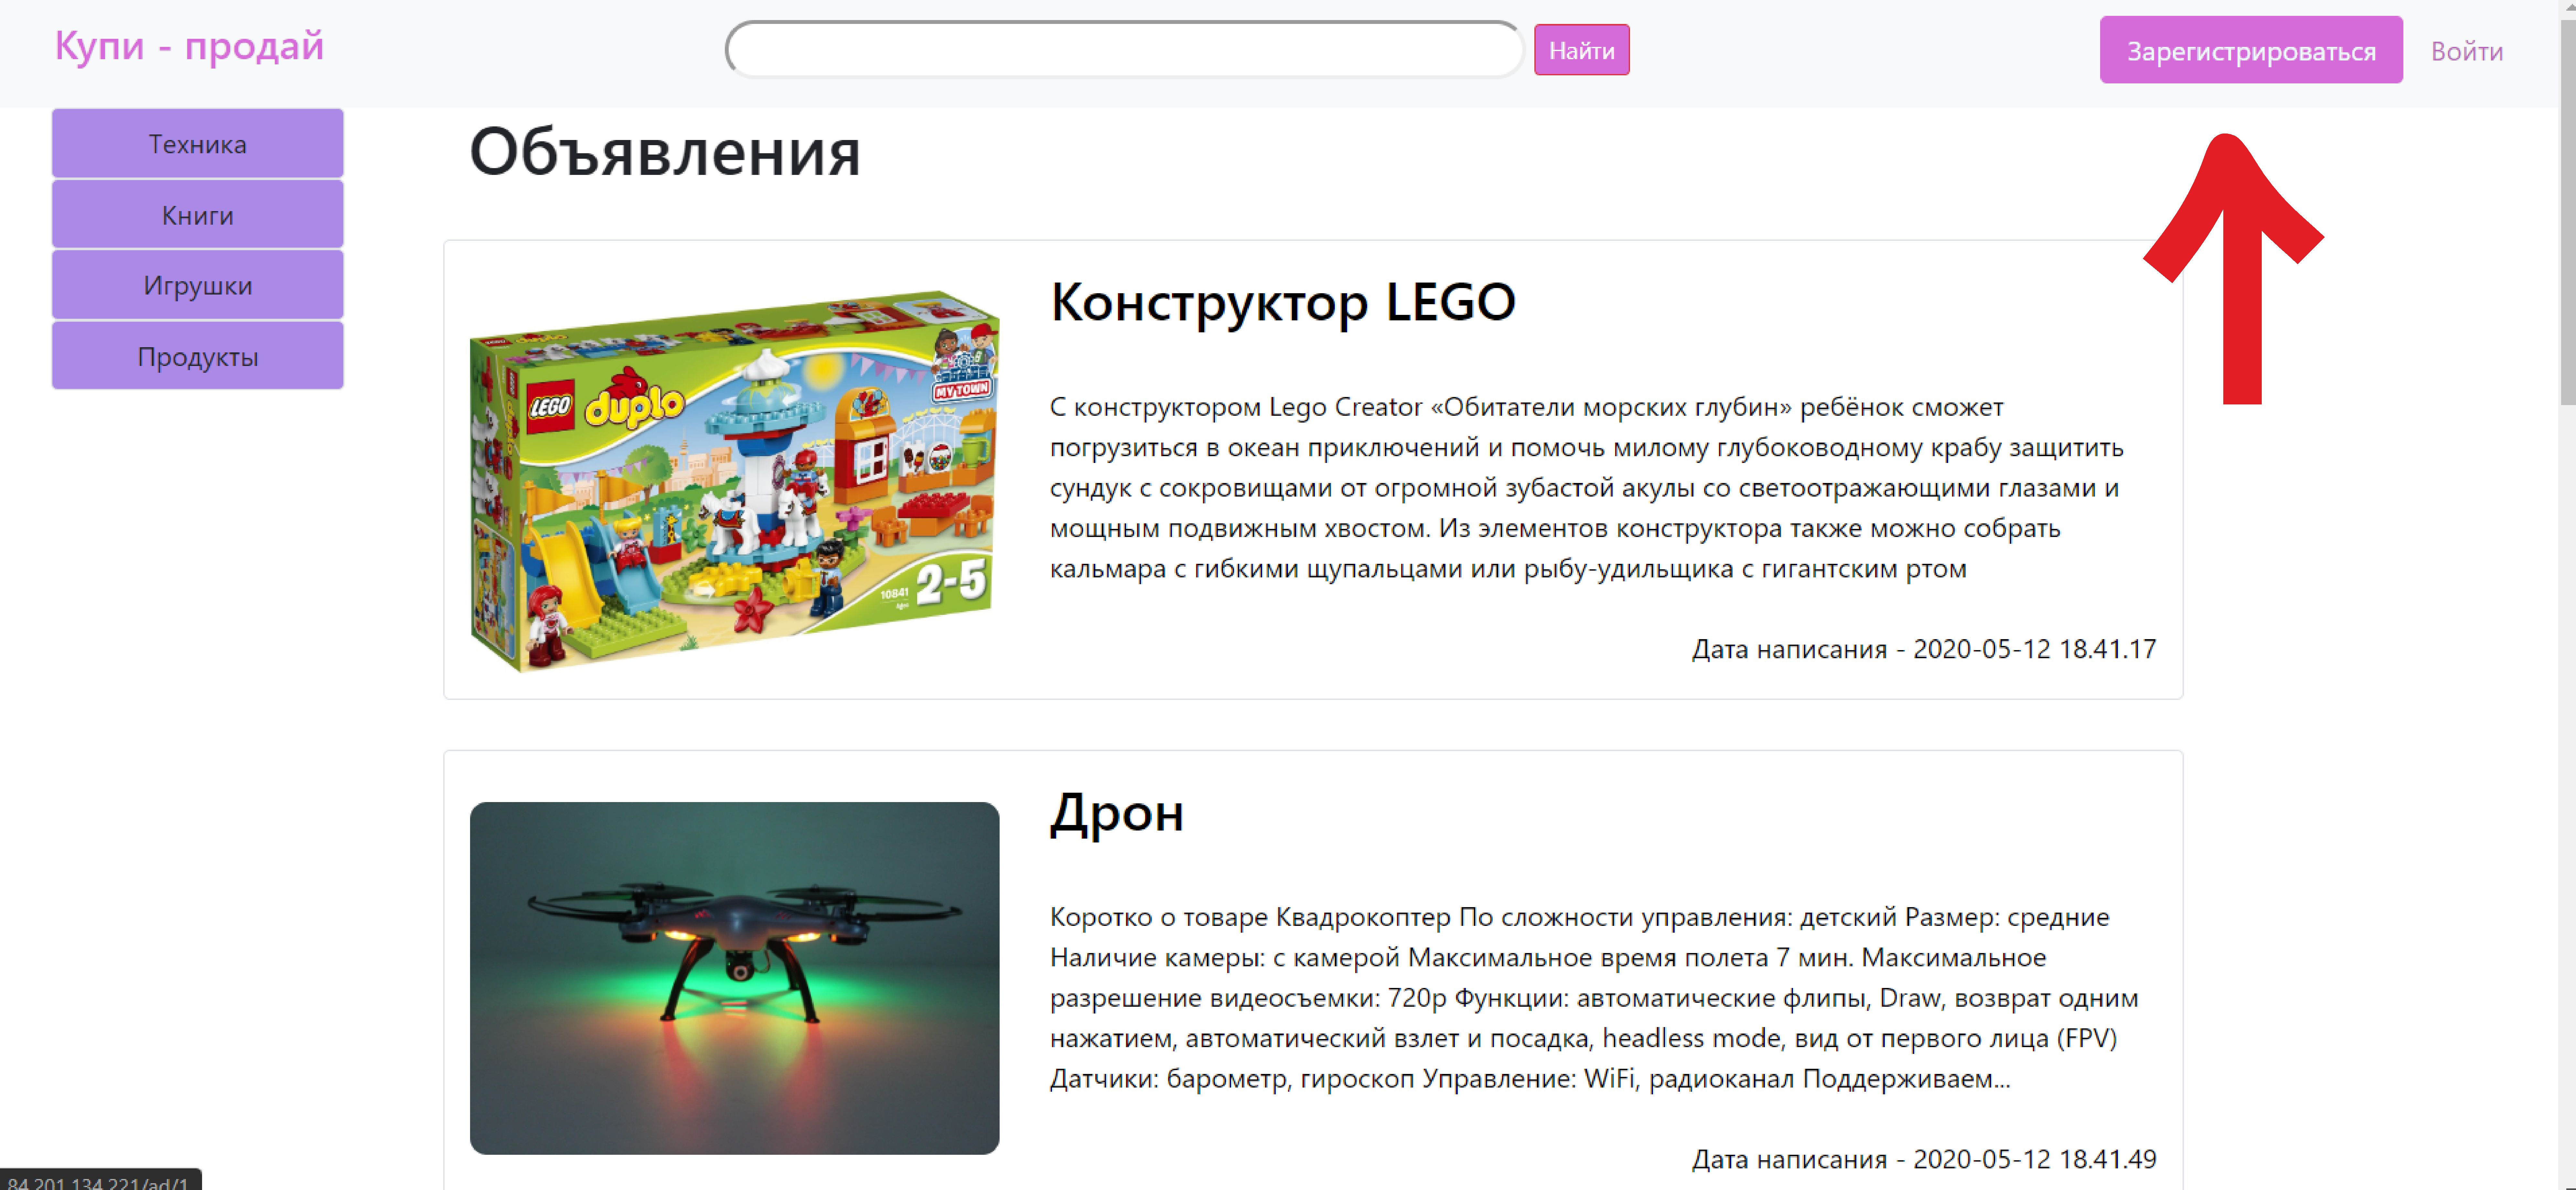 Купи - продай
Найти
Зарегистрироваться
Войти
Техника
Книги
Игрушки
Продукты
Объявления
LEGO
duplo
MY TOWN
10841
Ages
2-5
Конструктор LEGO
С конструктором Lego Creator «Обитатели морских глубин» ребёнок сможет
погрузиться в океан приключений и помочь милому глубоководному крабу защитить
сундук с сокровищами от огромной зубастой акулы со светоотражающими глазами и
мощным подвижным хвостом. Из элементов конструктора также можно собрать
кальмара с гибкими щупальцами или рыбу-удильщика с гигантским ртом
Дата написания - 2020-05-12 18.41.17
Дрон
Коротко о товаре Квадрокоптер По сложности управления: детский Размер: средние
Наличие камеры: с камерой Максимальное время полета 7 мин. Максимальное
разрешение видеосъемки: 720p Функции: автоматические флипы, Draw, возврат одним
нажатием, автоматический взлет и посадка, headless mode, вид от первого лица (FPV)
Датчики: барометр, гироскоп Управление: WiFi, радиоканал Поддерживаем...
Дата написания - 2020-05-12 18.41.49
84.201.134.221/ad/1